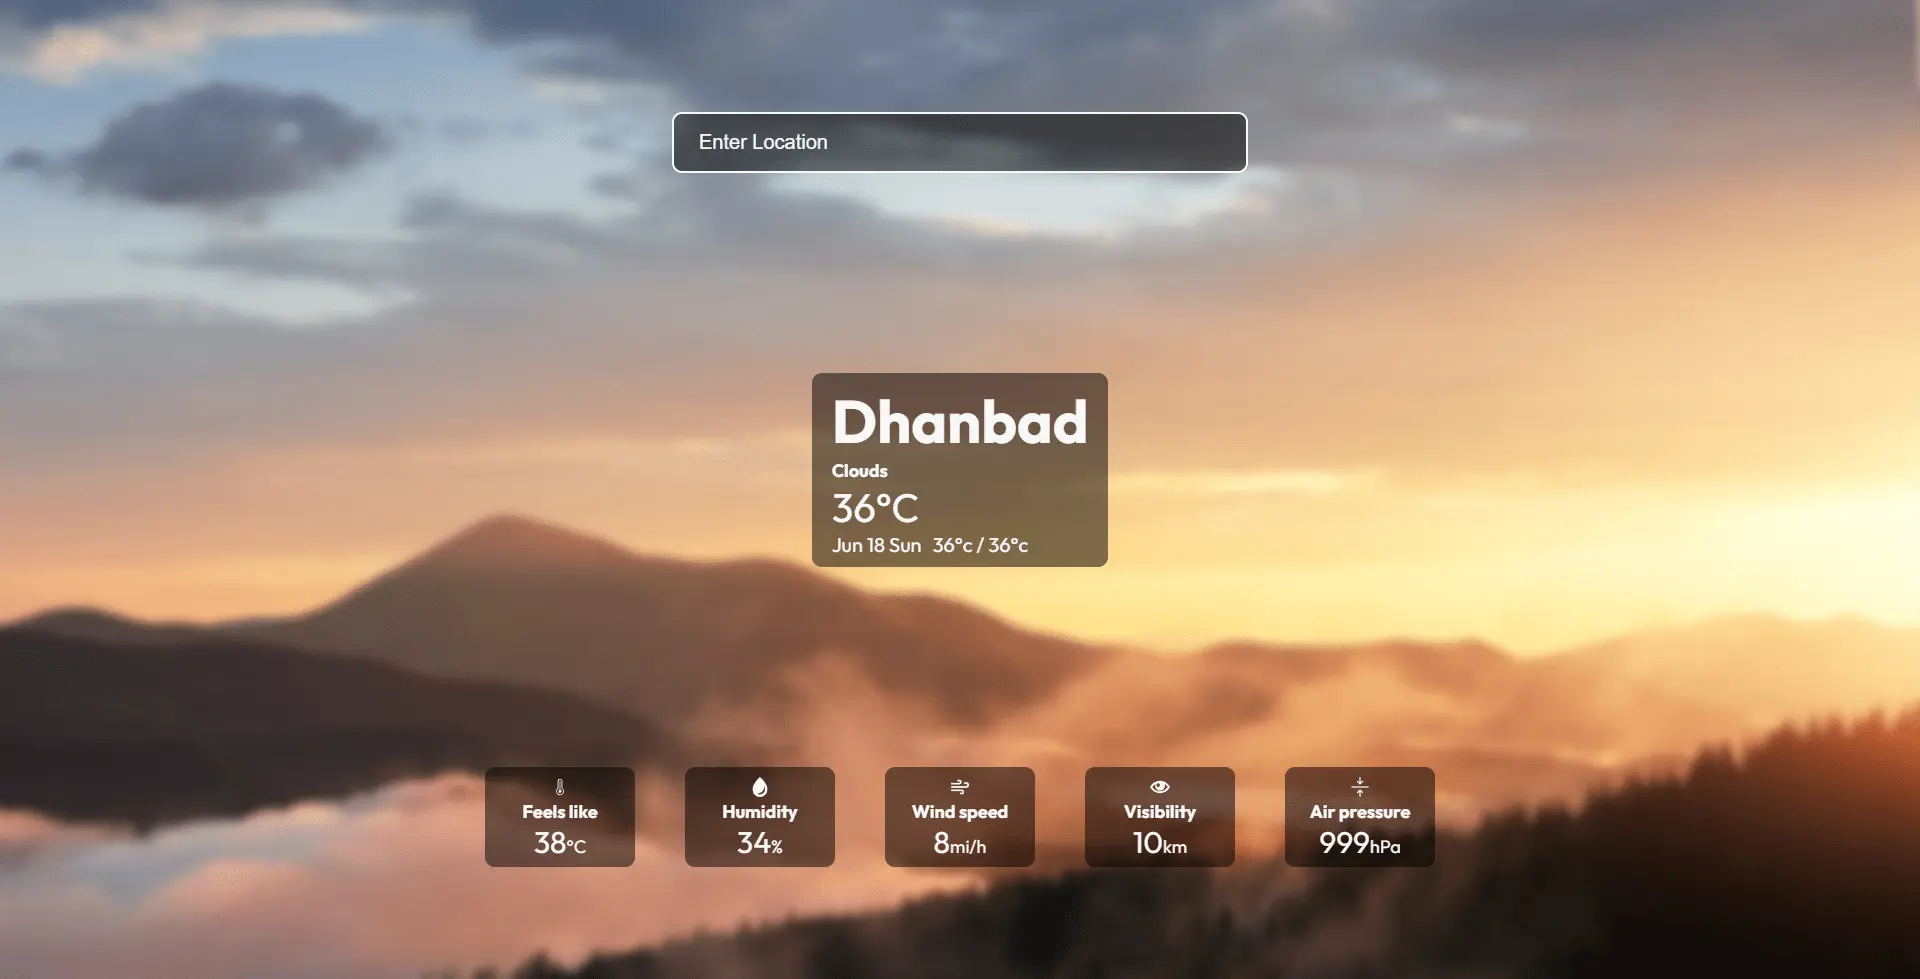 Enter Location
Dhanbad
Clouds
36°C
Jun 18 Sun 36°c / 36°c
Feels like
38°C
Humidity
34%
Wind speed
8mi/h
Visibility
10km
Air pressure
999hPa